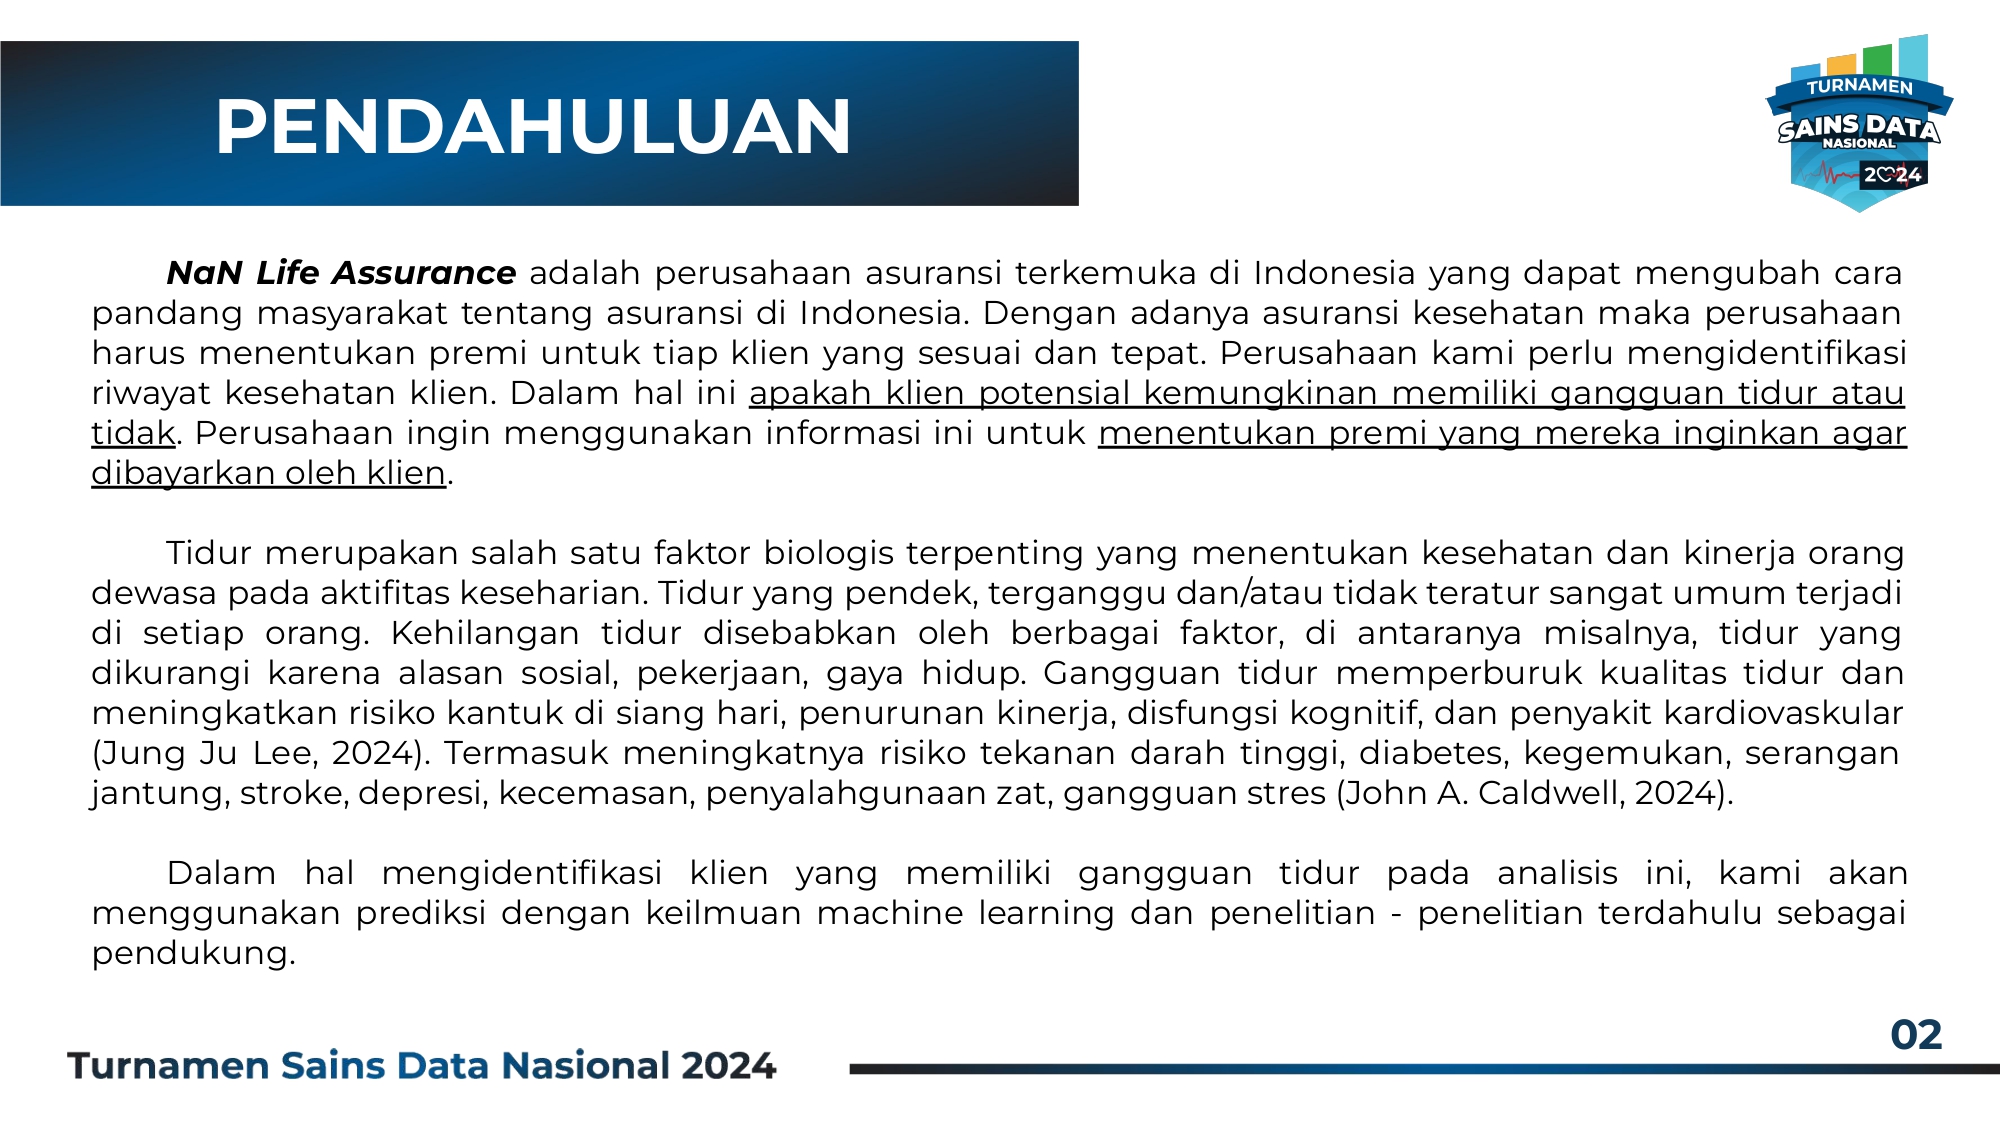 PENDAHULUAN
TURNAMEN
SAINS DATA
NASIONAL
2024
NaN Life Assurance adalah perusahaan asuransi terkemuka di Indonesia yang dapat mengubah cara
pandang masyarakat tentang asuransi di Indonesia. Dengan adanya asuransi kesehatan maka perusahaan
harus menentukan premi untuk tiap klien yang sesuai dan tepat. Perusahaan kami perlu mengidentifikasi
riwayat kesehatan klien. Dalam hal ini apakah klien potensial kemungkinan memiliki gangguan tidur atau
tidak. Perusahaan ingin menggunakan informasi ini untuk menentukan premi yang mereka inginkan agar
dibayarkan oleh klien.
Tidur merupakan salah satu faktor biologis terpenting yang menentukan kesehatan dan kinerja orang
dewasa pada aktifitas keseharian. Tidur yang pendek, terganggu dan/atau tidak teratur sangat umum terjadi
di setiap orang. Kehilangan tidur disebabkan oleh berbagai faktor, di antaranya misalnya, tidur yang
dikurangi karena alasan sosial, pekerjaan, gaya hidup. Gangguan tidur memperburuk kualitas tidur dan
meningkatkan risiko kantuk di siang hari, penurunan kinerja, disfungsi kognitif, dan penyakit kardiovaskular
(Jung Ju Lee, 2024). Termasuk meningkatnya risiko tekanan darah tinggi, diabetes, kegemukan, serangan
jantung, stroke, depresi, kecemasan, penyalahgunaan zat, gangguan stres (John A. Caldwell, 2024).
Dalam hal mengidentifikasi klien yang memiliki gangguan tidur pada analisis ini, kami akan
menggunakan prediksi dengan keilmuan machine learning dan penelitian - penelitian terdahulu sebagai
pendukung.
02
Turnamen Sains Data Nasional 2024